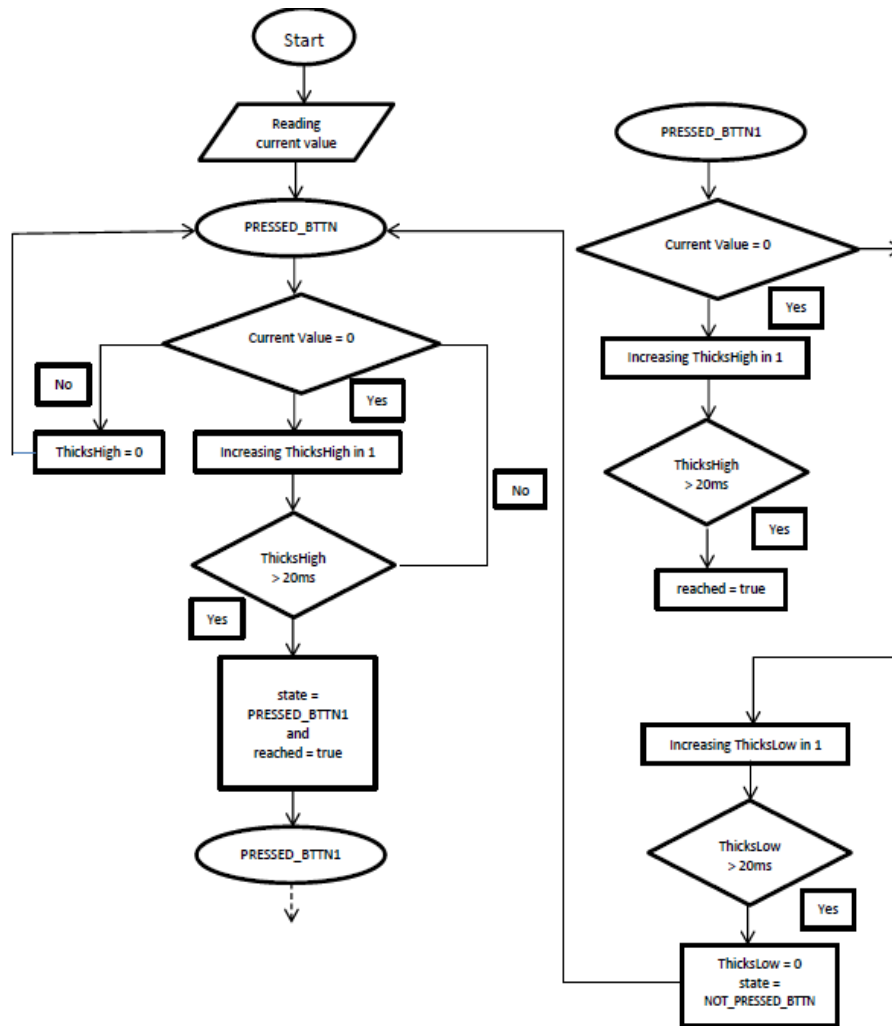 Start
Reading
current value
PRESSED_BTTN
Current Value = 0
No
Yes
ThicksHigh = 0
Increasing ThicksHigh in 1
No
ThicksHigh
> 20ms
Yes
state =
PRESSED_BTTN1
and
reached = true
PRESSED_BTTN1
PRESSED_BTTN1
Current Value = 0
Yes
Increasing ThicksHigh in 1
ThicksHigh
> 20ms
Yes
reached = true
Increasing ThicksLow in 1
ThicksLow
> 20ms
Yes
ThicksLow = 0
state =
NOT_PRESSED_BTTN